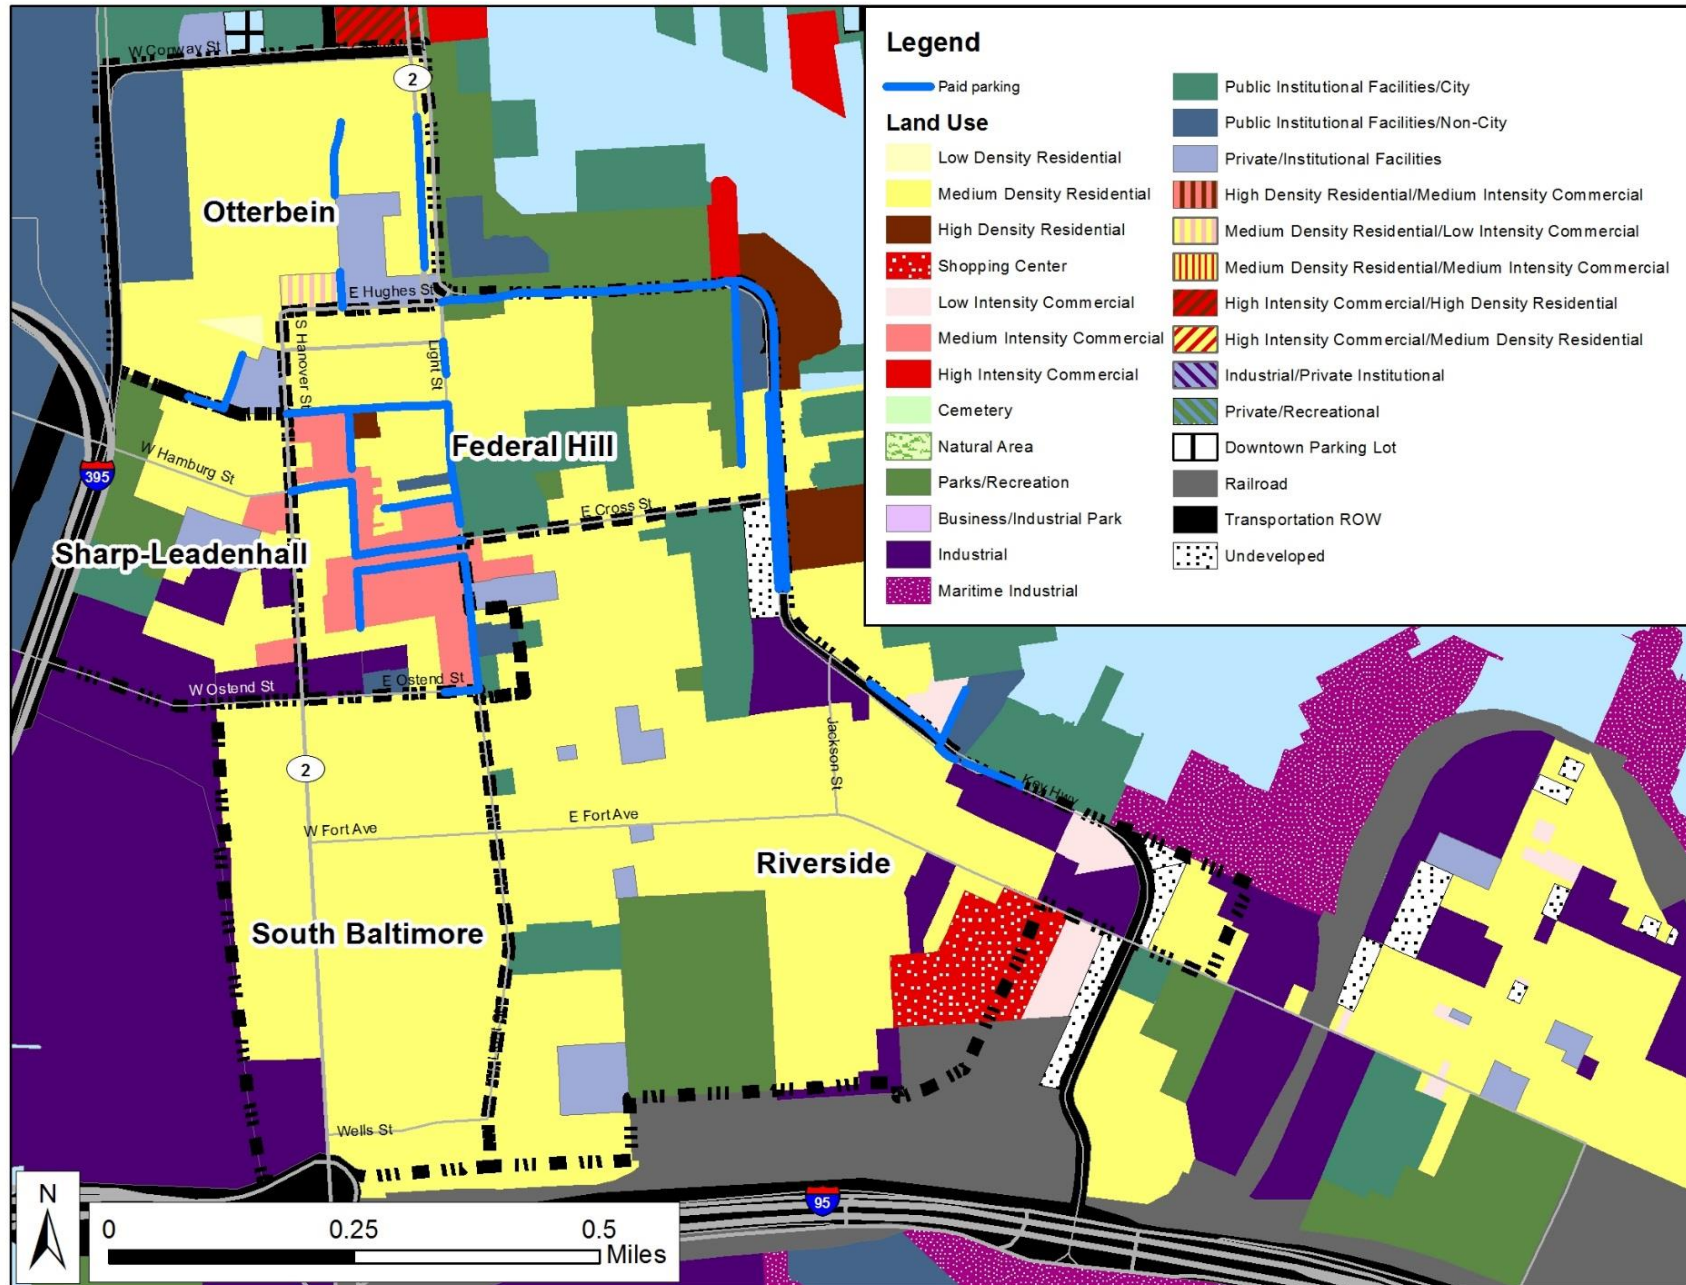 W Conway St
2
Otterbein
E Hughes St
S Hanover St
Light St
W Hamburg St
Federal Hill
395
E Cross St
Sharp-Leadenhall
W Ostend St
E Ostend St
Jackson St
2
Key Hwy
W Fort Ave
E Fort Ave
Riverside
South Baltimore
Wells St
95
N
0
0.25
0.5
Miles
Legend
Paid parking
Land Use
Low Density Residential
Medium Density Residential
High Density Residential
Shopping Center
Low Intensity Commercial
Medium Intensity Commercial
High Intensity Commercial
Cemetery
Natural Area
Parks/Recreation
Business/Industrial Park
Industrial
Maritime Industrial
Public Institutional Facilities/City
Public Institutional Facilities/Non-City
Private/Institutional Facilities
High Density Residential/Medium Intensity Commercial
Medium Density Residential/Low Intensity Commercial
Medium Density Residential/Medium Intensity Commercial
High Intensity Commercial/High Density Residential
High Intensity Commercial/Medium Density Residential
Industrial/Private Institutional
Private/Recreational
Downtown Parking Lot
Railroad
Transportation ROW
Undeveloped